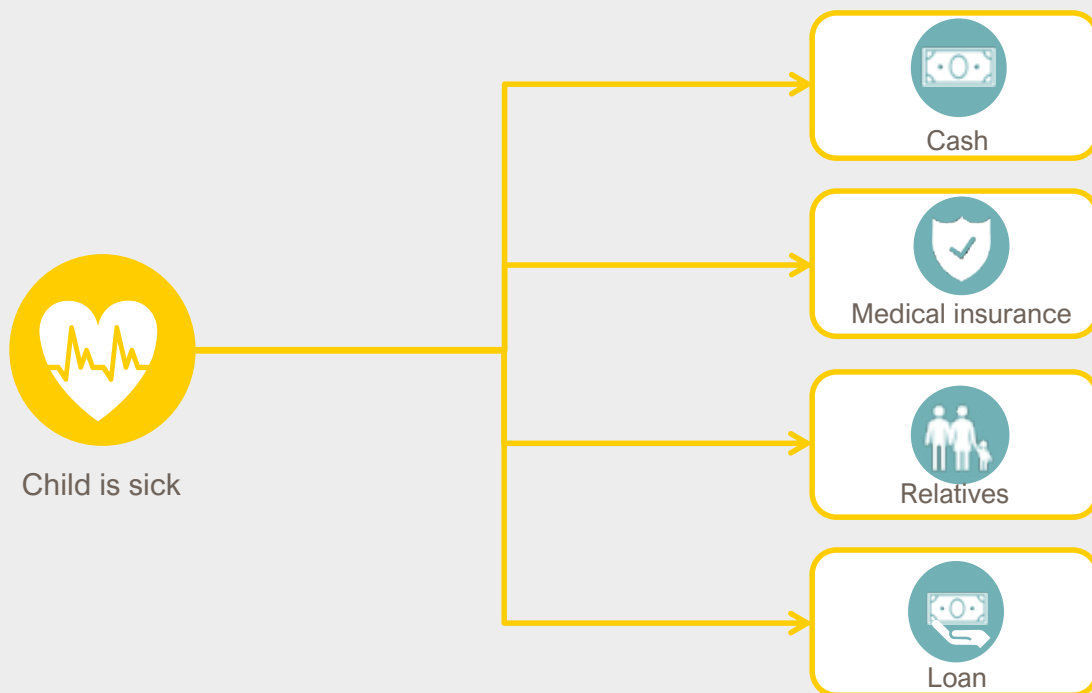 Cash
Medical insurance
Child is sick
Relatives
Loan